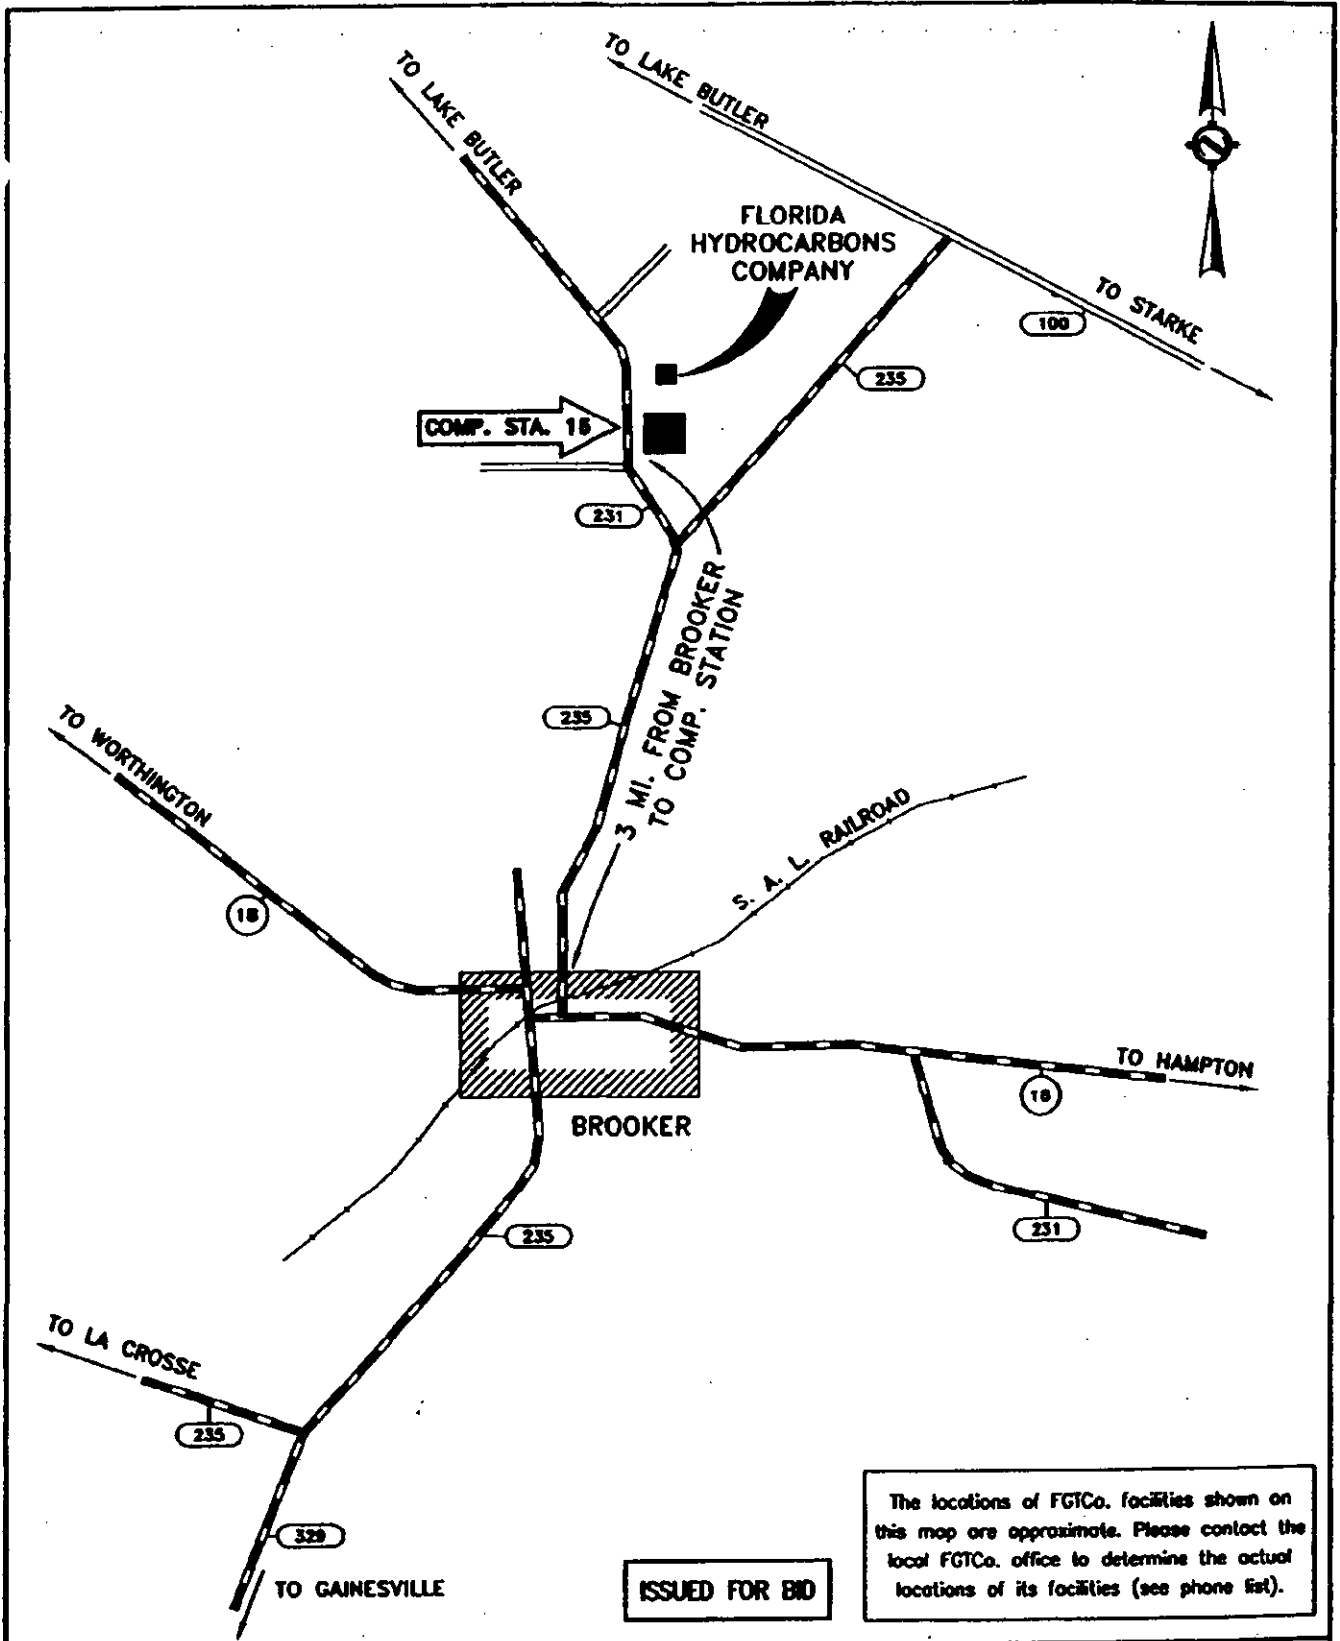 TO LAKE BUTLER
TO LAKE BUTLER
FLORIDA
HYDROCARBONS
COMPANY
TO STARKE
100
235
COMP. STA. 16
231
3 MI. FROM BROOKER
TO COMP. STATION
235
TO WORTHINGTON
18
S. A. L. RAILROAD
TO HAMPTON
18
BROOKER
231
235
TO LA CROSSE
235
329
TO GAINESVILLE
ISSUED FOR BID
The locations of FGTCo. facilities shown on
this map are approximate. Please contact the
local FGTCo. office to determine the actual
locations of its facilities (see phone list).